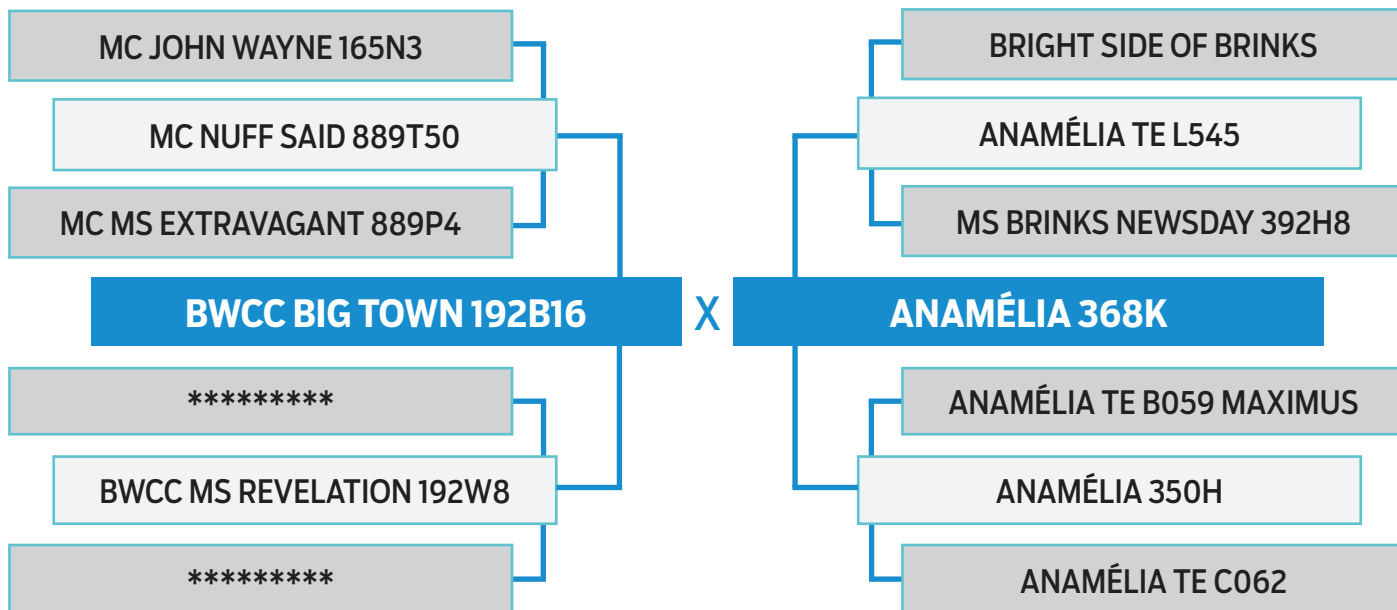 MC JOHN WAYNE 165N3
MC NUFF SAID 889T50
MC MS EXTRAVAGANT 889P4
BWCC BIG TOWN 192B16
*********
BWCC MS REVELATION 192W8
*********
X
BRIGHT SIDE OF BRINKS
ANAMÉLIA TE L545
MS BRINKS NEWSDAY 392H8
ANAMÉLIA 368K
ANAMÉLIA TE B059 MAXIMUS
ANAMÉLIA 350H
ANAMÉLIA TE C062